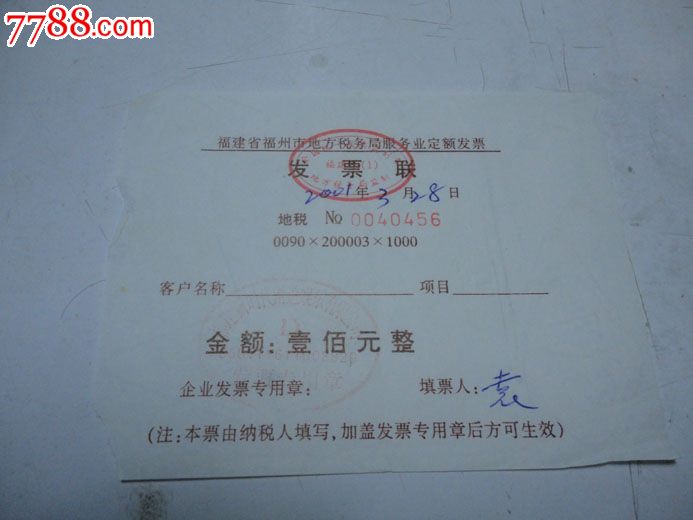 7788.com
福建省福州市地方税务局服务业定额发票
发票联
2001年3月28日
地税 No 0040456
0090×200003×1000
客户名称 项目
金额:壹佰元整
企业发票专用章: 填票人:袁
(注:本票由纳税人填写,加盖发票专用章后方可生效)